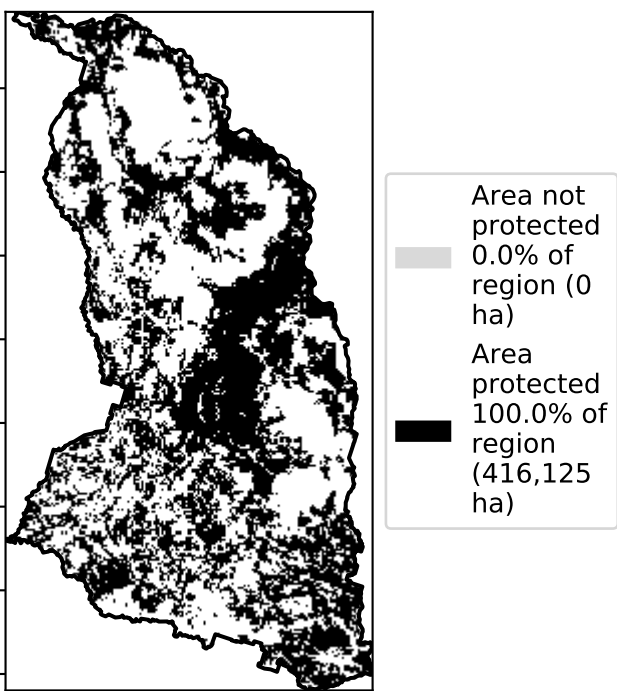 Area not
protected
0.0% of
region (0
ha)
Area
protected
100.0% of
region
(416,125
ha)